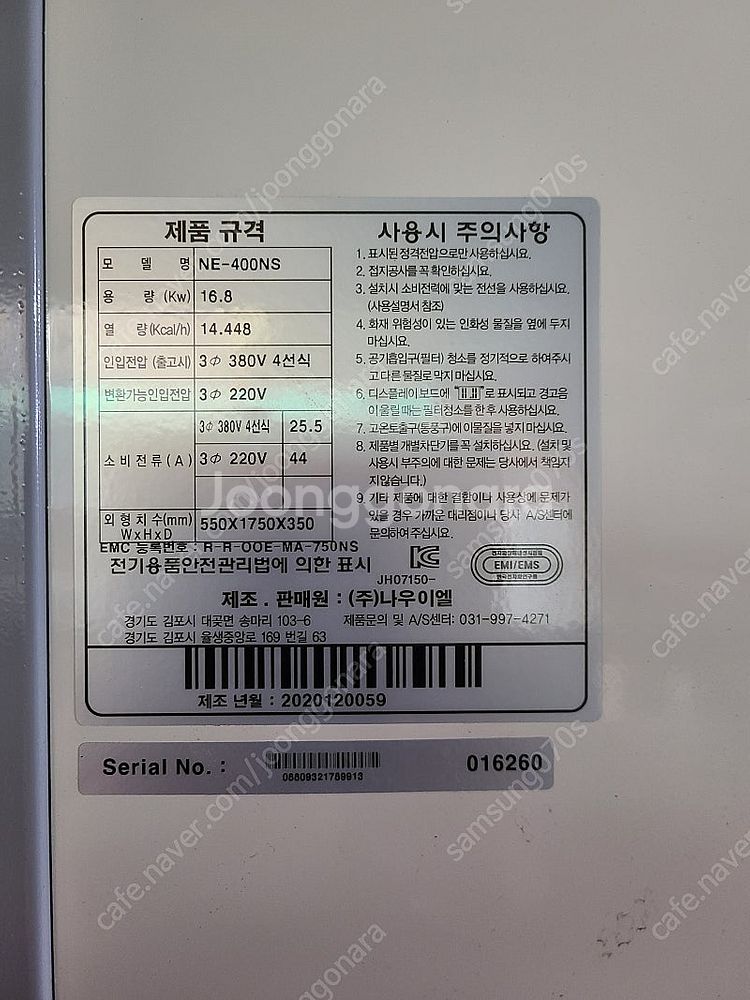 제품 규격
모 델 명 NE-400NS
용 량 (Kw) 16.8
열 량 (Kcal/h) 14.448
인입전압 (출고시) 3Φ 380V 4선식
변환가능인입전압 3Φ 220V
소 비 전 류 ( A ) 3Φ 380V 4선식 25.5
3Φ 220V 44
외 형 치 수(mm) 550X1750X350
WxHxD
사용시 주의사항
1. 표시된 정격전압으로만 사용하십시요.
2. 접지공사를 꼭 확인하십시요.
3. 설치시 소비전력에 맞는 전선을 사용하십시요.
(사용설명서 참조)
4. 화재 위험성이 있는 인화성 물질을 옆에 두지
마십시요.
5. 공기흡입구(필터) 청소를 정기적으로 하여주시
고 다른 물질로 막지 마십시요.
6. 디스플레이 보드에 " "로 표시되고 경고음
이 울릴 때는 필터청소를 한 후 사용하십시요.
7. 고온토출구(통풍구)에 이물질을 넣지 마십시요.
8. 제품별 개별차단기를 꼭 설치하십시요. (설치 및
사용시 부주의에 대한 문제는 당사에서 책임지
지않습니다.)
9. 기타 제품에 대한 결함이나 사용상에 문제가
있을 경우 가까운 대리점이나 당사 A/S센터에
문의하여 주십시요.
EMC 등록번호 : R-R-OOE-MA-750NS
전기용품안전관리법에 의한 표시
JH07150-
EMI/EMS
제조 . 판매원 : (주)나우이엘
경기도 김포시 대곶면 송마리 103-6 제품문의 및 A/S센터: 031-997-4271
경기도 김포시 율생중앙로 169 번길 63
제조 년월 : 2020120059
Serial No. : 016260
08809321789913
Joonggonara
cafe.naver.com/joonggonara
samsung070s